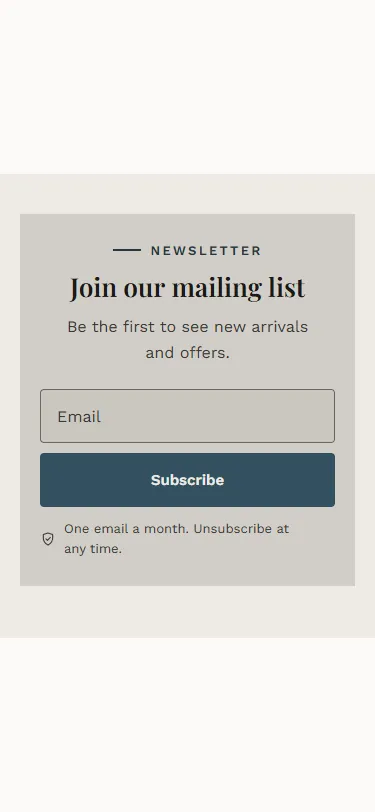 NEWSLETTER
Join our mailing list
Be the first to see new arrivals
and offers.
Email
Subscribe
One email a month. Unsubscribe at
any time.